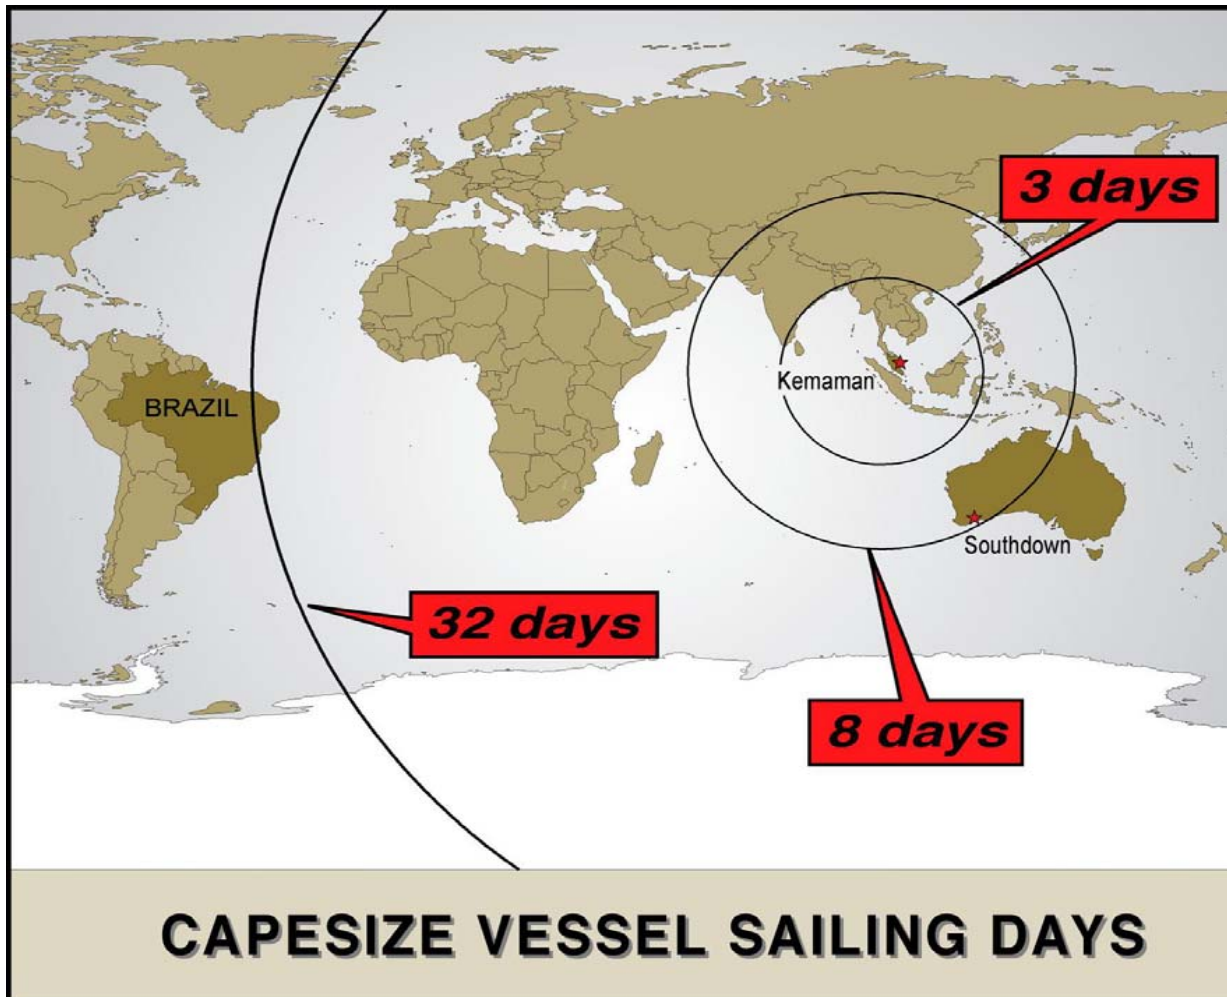 3 days
Kemaman
BRAZIL
Southdown
32 days
8 days
CAPESIZE VESSEL SAILING DAYS